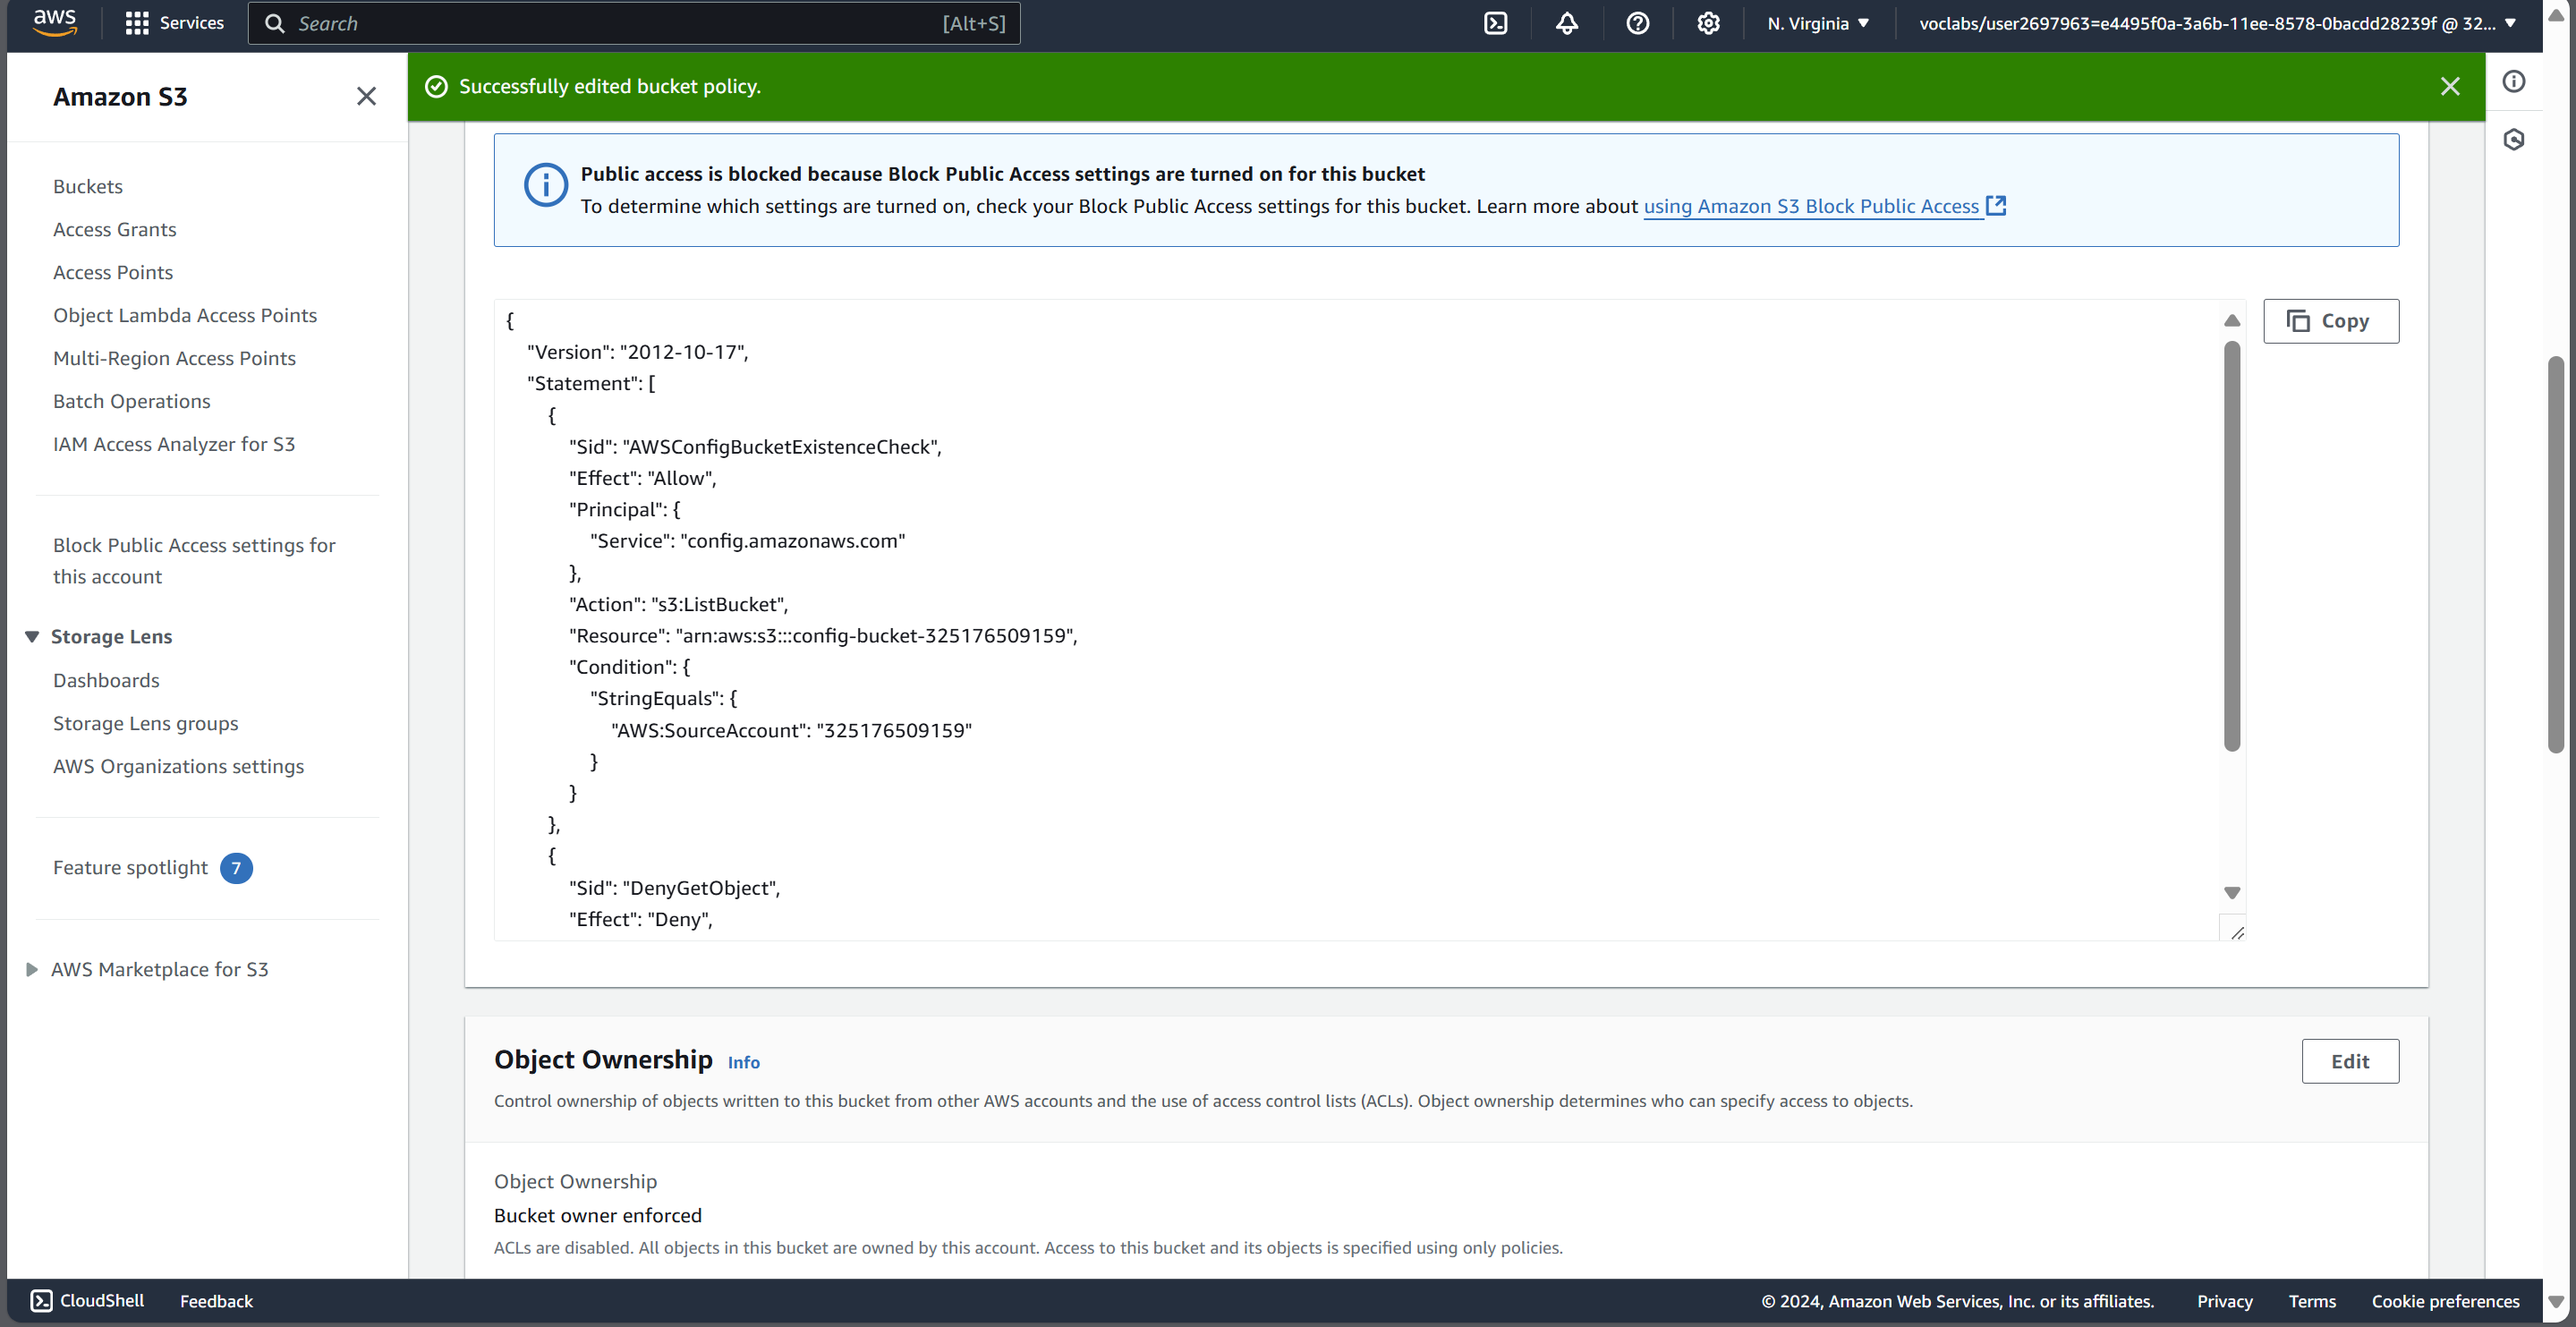 aws
Services
Search
[Alt+S]
N. Virginia
voclabs/user2697963=e4495f0a-3a6b-11ee-8578-0bacdd28239f @ 32...
Amazon S3
Buckets
Access Grants
Access Points
Object Lambda Access Points
Multi-Region Access Points
Batch Operations
IAM Access Analyzer for S3
Block Public Access settings for
this account
Storage Lens
Dashboards
Storage Lens groups
AWS Organizations settings
Feature spotlight 7
AWS Marketplace for S3
Successfully edited bucket policy.
Public access is blocked because Block Public Access settings are turned on for this bucket
To determine which settings are turned on, check your Block Public Access settings for this bucket. Learn more about using Amazon S3 Block Public Access
Copy
{
"Version": "2012-10-17",
"Statement": [
{
"Sid": "AWSConfigBucketExistenceCheck",
"Effect": "Allow",
"Principal": {
"Service": "config.amazonaws.com"
},
"Action": "s3:ListBucket",
"Resource": "arn:aws:s3:::config-bucket-325176509159",
"Condition": {
"StringEquals": {
"AWS:SourceAccount": "325176509159"
}
}
},
{
"Sid": "DenyGetObject",
"Effect": "Deny",
Object Ownership Info
Edit
Control ownership of objects written to this bucket from other AWS accounts and the use of access control lists (ACLs). Object ownership determines who can specify access to objects.
Object Ownership
Bucket owner enforced
ACLs are disabled. All objects in this bucket are owned by this account. Access to this bucket and its objects is specified using only policies.
CloudShell
Feedback
© 2024, Amazon Web Services, Inc. or its affiliates.
Privacy
Terms
Cookie preferences